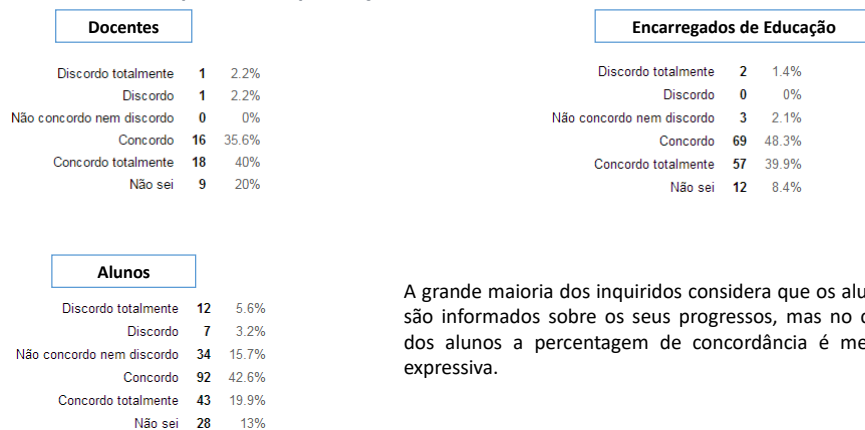 Docentes
Discordo totalmente 1 2.2%
Discordo 1 2.2%
Não concordo nem discordo 0 0%
Concordo 16 35.6%
Concordo totalmente 18 40%
Não sei 9 20%
Encarregados de Educação
Discordo totalmente 2 1.4%
Discordo 0 0%
Não concordo nem discordo 3 2.1%
Concordo 69 48.3%
Concordo totalmente 57 39.9%
Não sei 12 8.4%
Alunos
Discordo totalmente 12 5.6%
Discordo 7 3.2%
Não concordo nem discordo 34 15.7%
Concordo 92 42.6%
Concordo totalmente 43 19.9%
Não sei 28 13%
A grande maioria dos inquiridos considera que os
são informados sobre os seus progressos, mas no
dos alunos a percentagem de concordância é
expressiva.